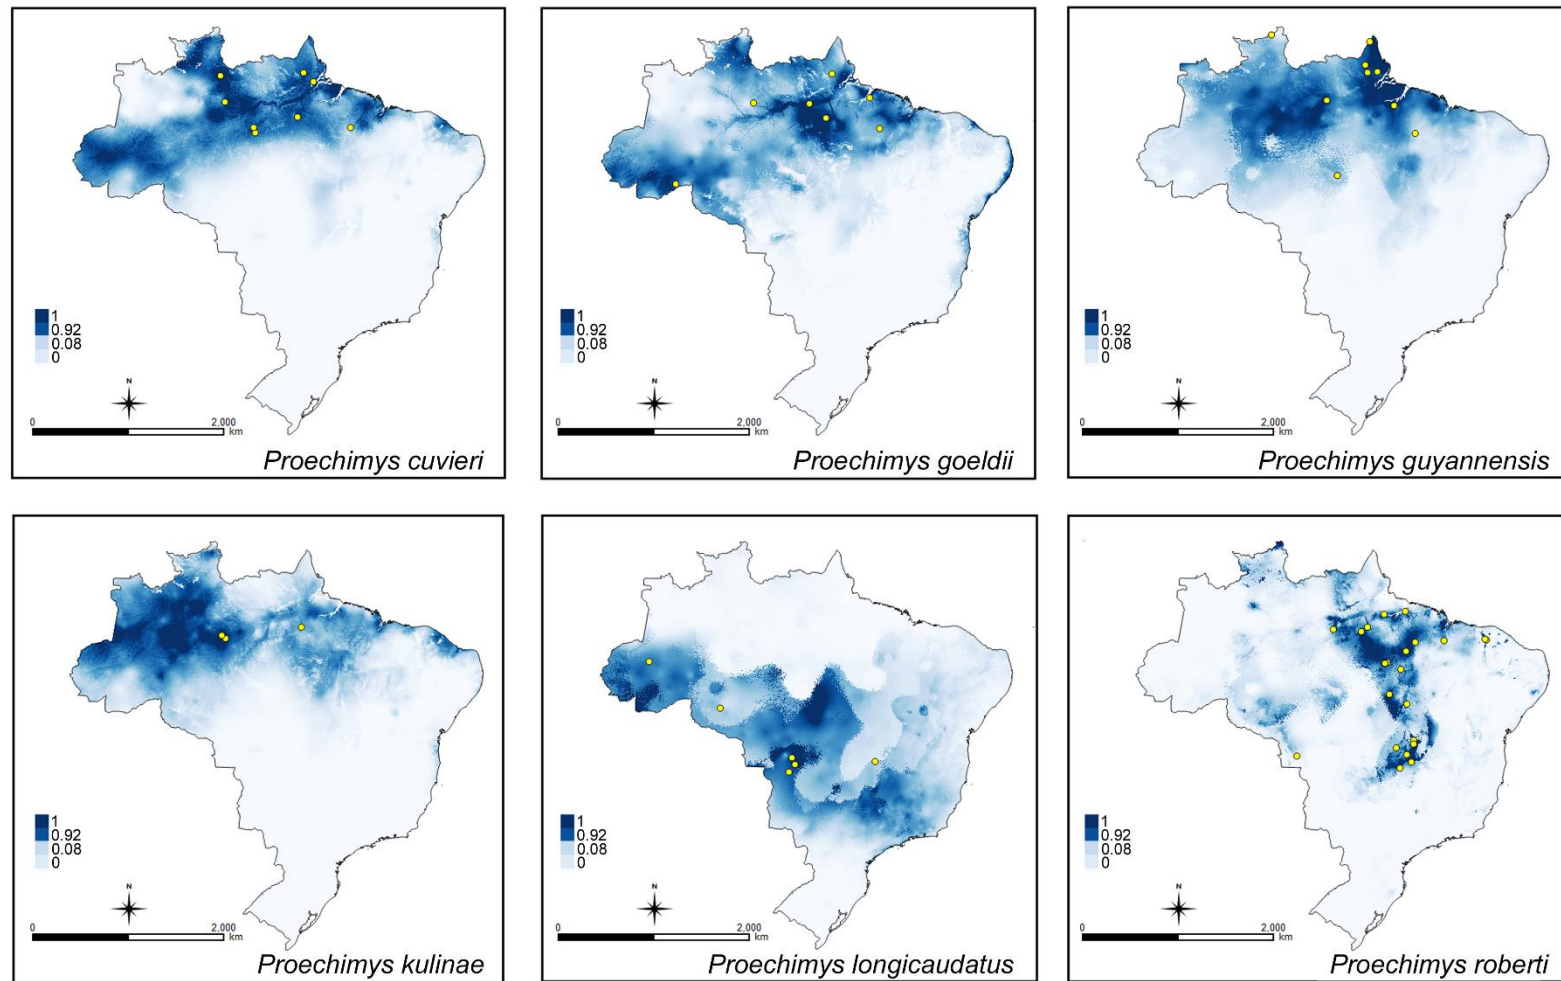 1
0.92
0.08
0
N
0 2,000
km
Proechimys cuvieri
1
0.92
0.08
0
N
0 2,000
km
Proechimys goeldii
1
0.92
0.08
0
N
0 2,000
km
Proechimys guyannensis
1
0.92
0.08
0
N
0 2,000
km
Proechimys kulinae
1
0.92
0.08
0
N
0 2,000
km
Proechimys longicaudatus
1
0.92
0.08
0
N
0 2,000
km
Proechimys roberti